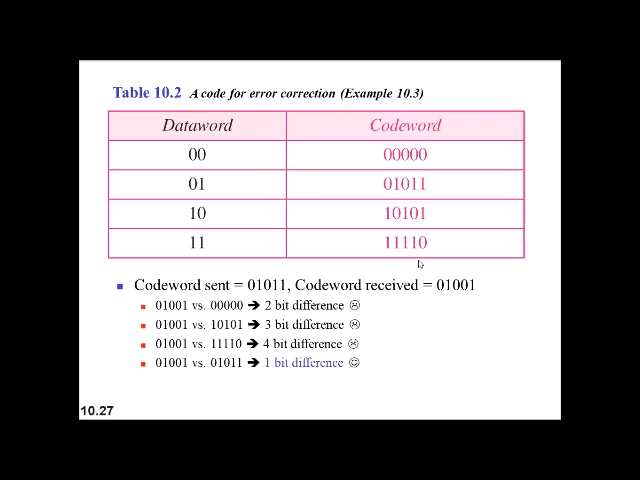 Table 10.2 A code for error correction (Example 10.3)
Dataword Codeword
00 00000
01 01011
10 10101
11 11110
Codeword sent = 01011, Codeword received = 01001
01001 vs. 00000 ➔ 2 bit difference ☹
01001 vs. 10101 ➔ 3 bit difference ☹
01001 vs. 11110 ➔ 4 bit difference ☹
01001 vs. 01011 ➔ 1 bit difference ☺
10.27